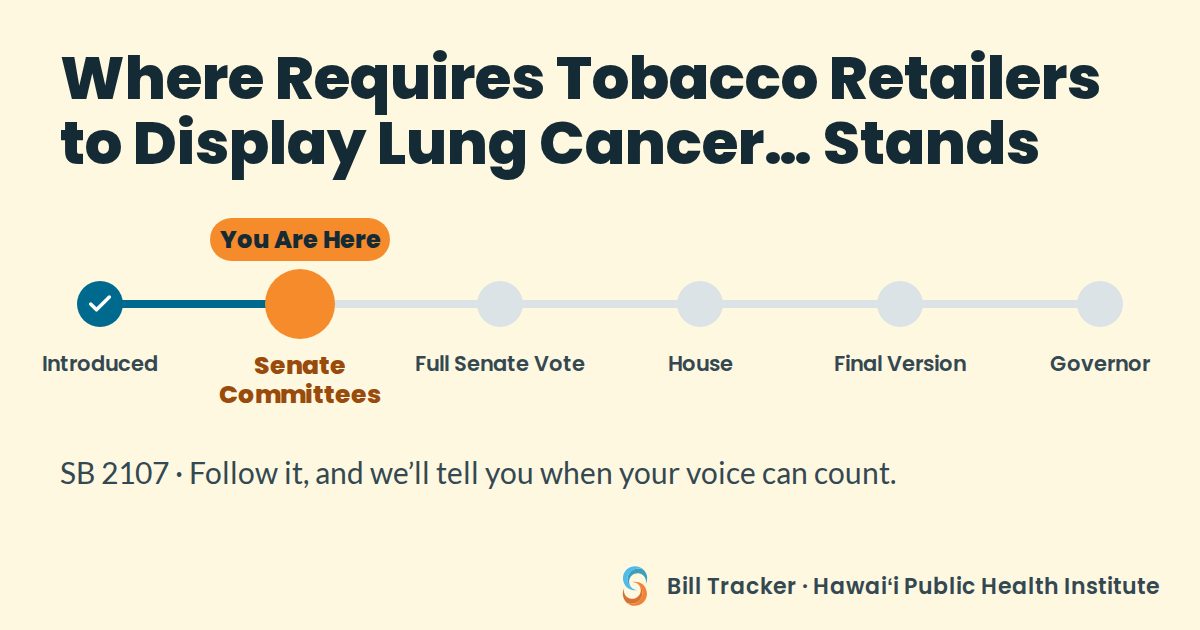 Where Requires Tobacco Retailers
to Display Lung Cancer... Stands
You Are Here
Introduced
Senate
Committees
Full Senate Vote
House
Final Version
Governor
SB 2107 · Follow it, and we’ll tell you when your voice can count.
Bill Tracker · Hawaiʻi Public Health Institute